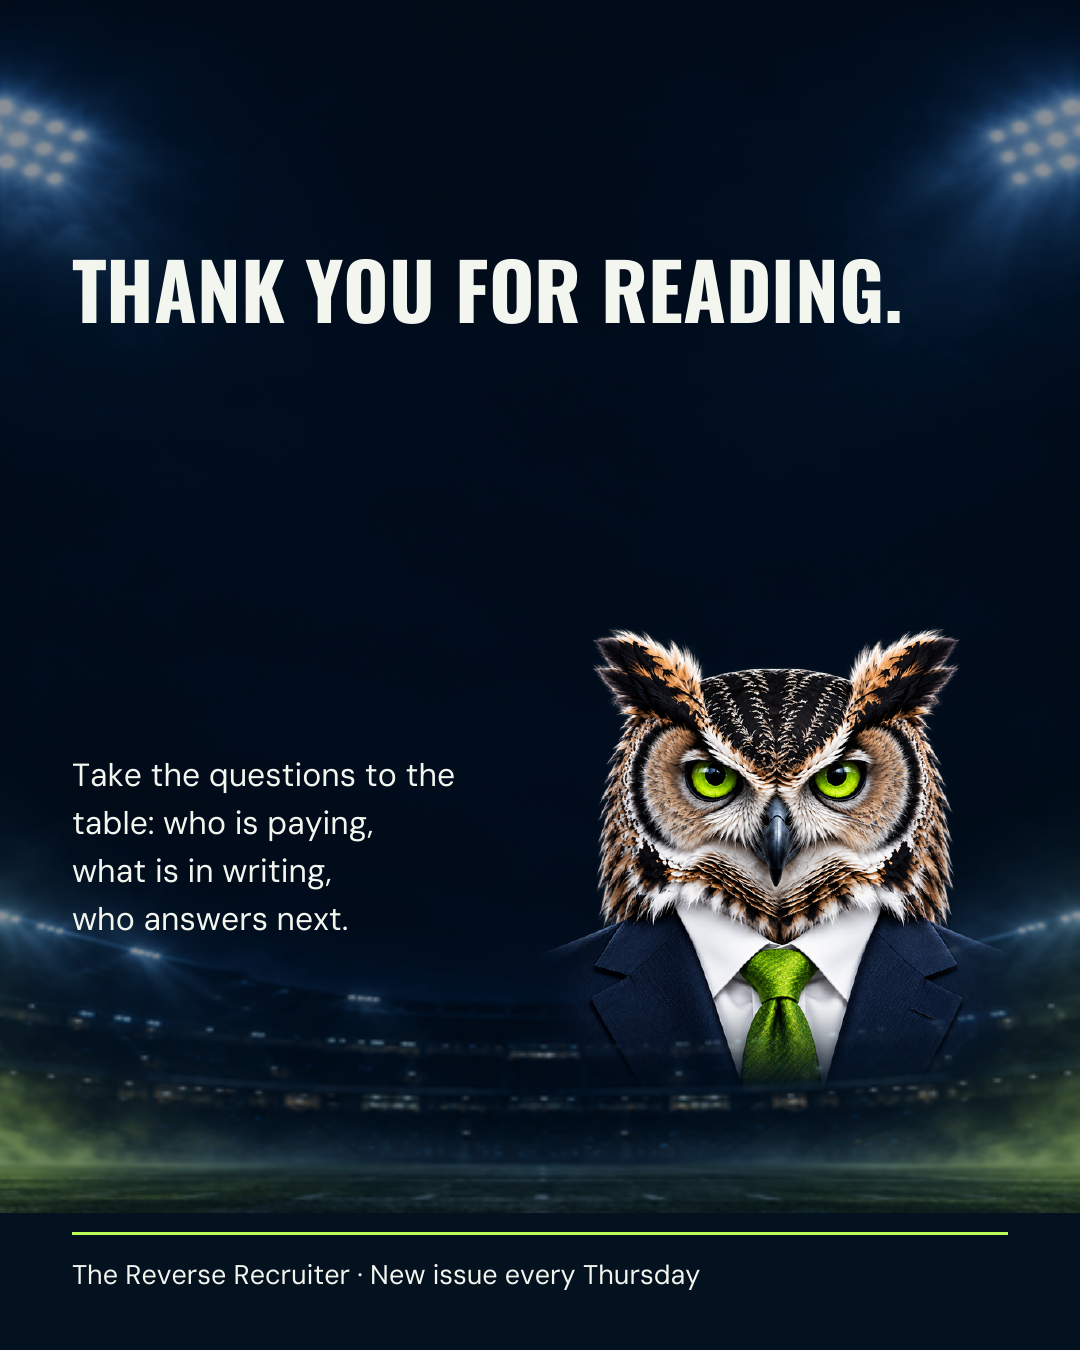 THANK YOU FOR READING.
Take the questions to the
table: who is paying,
what is in writing,
who answers next.
The Reverse Recruiter · New issue every Thursday